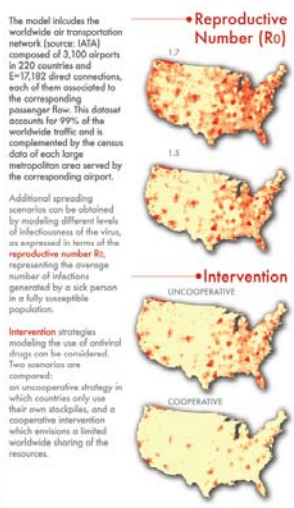 The model inlcudes the
worldwide air transportation
network (source: IATA)
composed of 3,100 airports
in 220 countries and
E=17,182 direct connections,
each of them associated to
the corresponding
passenger flow. This dataset
accounts for 99% of the
worldwide traffic and is
complemented by the census
data of each large
metropolitan area served by
the corresponding airport.
Additional spreading
scenarios can be obtained
by modeling different levels
of infectiousness of the virus,
as expressed in terms of the
reproductive number R0,
representing the average
number of infections
generated by a sick person
in a fully susceptible
population.
Intervention strategies
modeling the use of antiviral
drugs can be considered.
Two scenarios are
compared:
an uncooperative strategy in
which countries only use
their own stockpiles, and a
cooperative intervention
which envisions a limited
worldwide sharing of the
resources.
•Reproductive
Number (R0)
1.7
1.5
•Intervention
UNCOOPERATIVE
COOPERATIVE